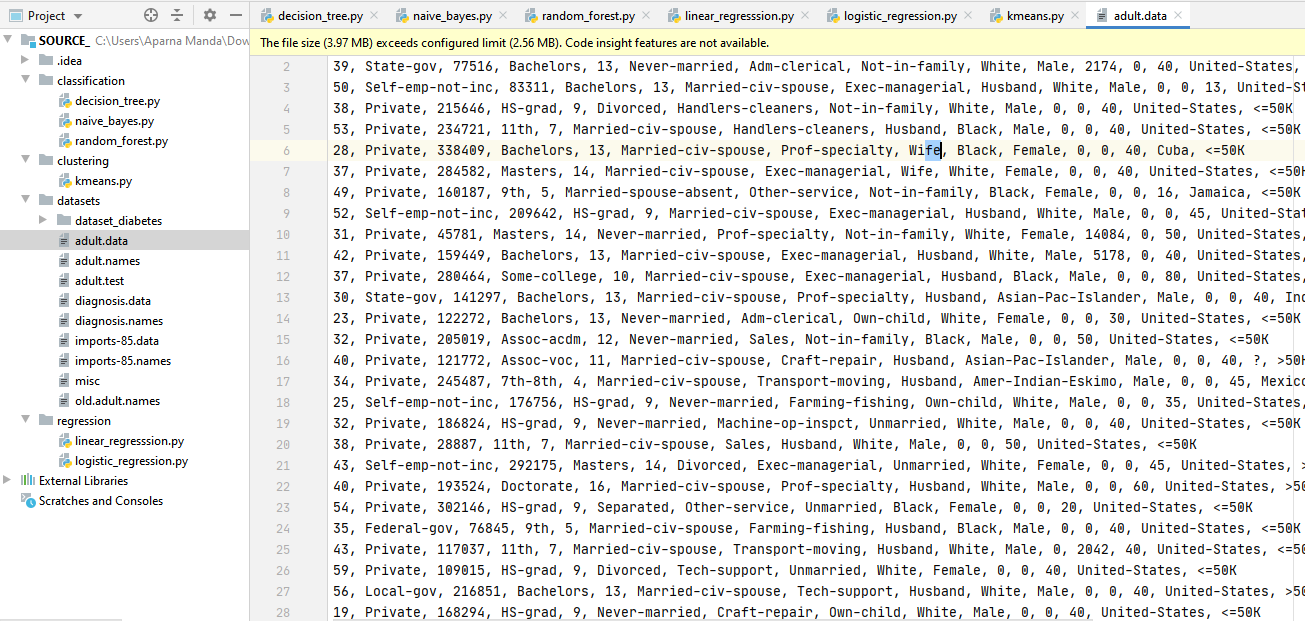 Project
decision_tree.py
naive_bayes.py
random_forest.py
linear_regresssion.py
logistic_regression.py
kmeans.py
adult.data
SOURCE_ C:\Users\Aparna Manda\Dow
.idea
classification
decision_tree.py
naive_bayes.py
random_forest.py
clustering
kmeans.py
datasets
dataset_diabetes
adult.data
adult.names
adult.test
diagnosis.data
diagnosis.names
imports-85.data
imports-85.names
misc
old.adult.names
regression
linear_regresssion.py
logistic_regression.py
External Libraries
Scratches and Consoles
The file size (3.97 MB) exceeds configured limit (2.56 MB). Code insight features are not available.
2 39, State-gov, 77516, Bachelors, 13, Never-married, Adm-clerical, Not-in-family, White, Male, 2174, 0, 40, United-States,
3 50, Self-emp-not-inc, 83311, Bachelors, 13, Married-civ-spouse, Exec-managerial, Husband, White, Male, 0, 0, 13, United-St
4 38, Private, 215646, HS-grad, 9, Divorced, Handlers-cleaners, Not-in-family, White, Male, 0, 0, 40, United-States, <=50K
5 53, Private, 234721, 11th, 7, Married-civ-spouse, Handlers-cleaners, Husband, Black, Male, 0, 0, 40, United-States, <=50K
6 28, Private, 338409, Bachelors, 13, Married-civ-spouse, Prof-specialty, Wife, Black, Female, 0, 0, 40, Cuba, <=50K
7 37, Private, 284582, Masters, 14, Married-civ-spouse, Exec-managerial, Wife, White, Female, 0, 0, 40, United-States, <=50K
8 49, Private, 160187, 9th, 5, Married-spouse-absent, Other-service, Not-in-family, Black, Female, 0, 0, 16, Jamaica, <=50K
9 52, Self-emp-not-inc, 209642, HS-grad, 9, Married-civ-spouse, Exec-managerial, Husband, White, Male, 0, 0, 45, United-Stat
10 31, Private, 45781, Masters, 14, Never-married, Prof-specialty, Not-in-family, White, Female, 14084, 0, 50, United-States,
11 42, Private, 159449, Bachelors, 13, Married-civ-spouse, Exec-managerial, Husband, White, Male, 5178, 0, 40, United-States,
12 37, Private, 280464, Some-college, 10, Married-civ-spouse, Exec-managerial, Husband, Black, Male, 0, 0, 80, United-States,
13 30, State-gov, 141297, Bachelors, 13, Married-civ-spouse, Prof-specialty, Husband, Asian-Pac-Islander, Male, 0, 0, 40, Ind
14 23, Private, 122272, Bachelors, 13, Never-married, Adm-clerical, Own-child, White, Female, 0, 0, 30, United-States, <=50K
15 32, Private, 205019, Assoc-acdm, 12, Never-married, Sales, Not-in-family, Black, Male, 0, 0, 50, United-States, <=50K
16 40, Private, 121772, Assoc-voc, 11, Married-civ-spouse, Craft-repair, Husband, Asian-Pac-Islander, Male, 0, 0, 40, ?, >50K
17 34, Private, 245487, 7th-8th, 4, Married-civ-spouse, Transport-moving, Husband, Amer-Indian-Eskimo, Male, 0, 0, 45, Mexico
18 25, Self-emp-not-inc, 176756, HS-grad, 9, Never-married, Farming-fishing, Own-child, White, Male, 0, 0, 35, United-States,
19 32, Private, 186824, HS-grad, 9, Never-married, Machine-op-inspct, Unmarried, White, Male, 0, 0, 40, United-States, <=50K
20 38, Private, 28887, 11th, 7, Married-civ-spouse, Sales, Husband, White, Male, 0, 0, 50, United-States, <=50K
21 43, Self-emp-not-inc, 292175, Masters, 14, Divorced, Exec-managerial, Unmarried, White, Female, 0, 0, 45, United-States, >
22 40, Private, 193524, Doctorate, 16, Married-civ-spouse, Prof-specialty, Husband, White, Male, 0, 0, 60, United-States, >50
23 54, Private, 302146, HS-grad, 9, Separated, Other-service, Unmarried, Black, Female, 0, 0, 20, United-States, <=50K
24 35, Federal-gov, 76845, 9th, 5, Married-civ-spouse, Farming-fishing, Husband, Black, Male, 0, 0, 40, United-States, <=50K
25 43, Private, 117037, 11th, 7, Married-civ-spouse, Transport-moving, Husband, White, Male, 0, 2042, 40, United-States, <=5
26 59, Private, 109015, HS-grad, 9, Divorced, Tech-support, Unmarried, White, Female, 0, 0, 40, United-States, <=50K
27 56, Local-gov, 216851, Bachelors, 13, Married-civ-spouse, Tech-support, Husband, White, Male, 0, 0, 40, United-States, >50
28 19, Private, 168294, HS-grad, 9, Never-married, Craft-repair, Own-child, White, Male, 0, 0, 40, United-States, <=50K